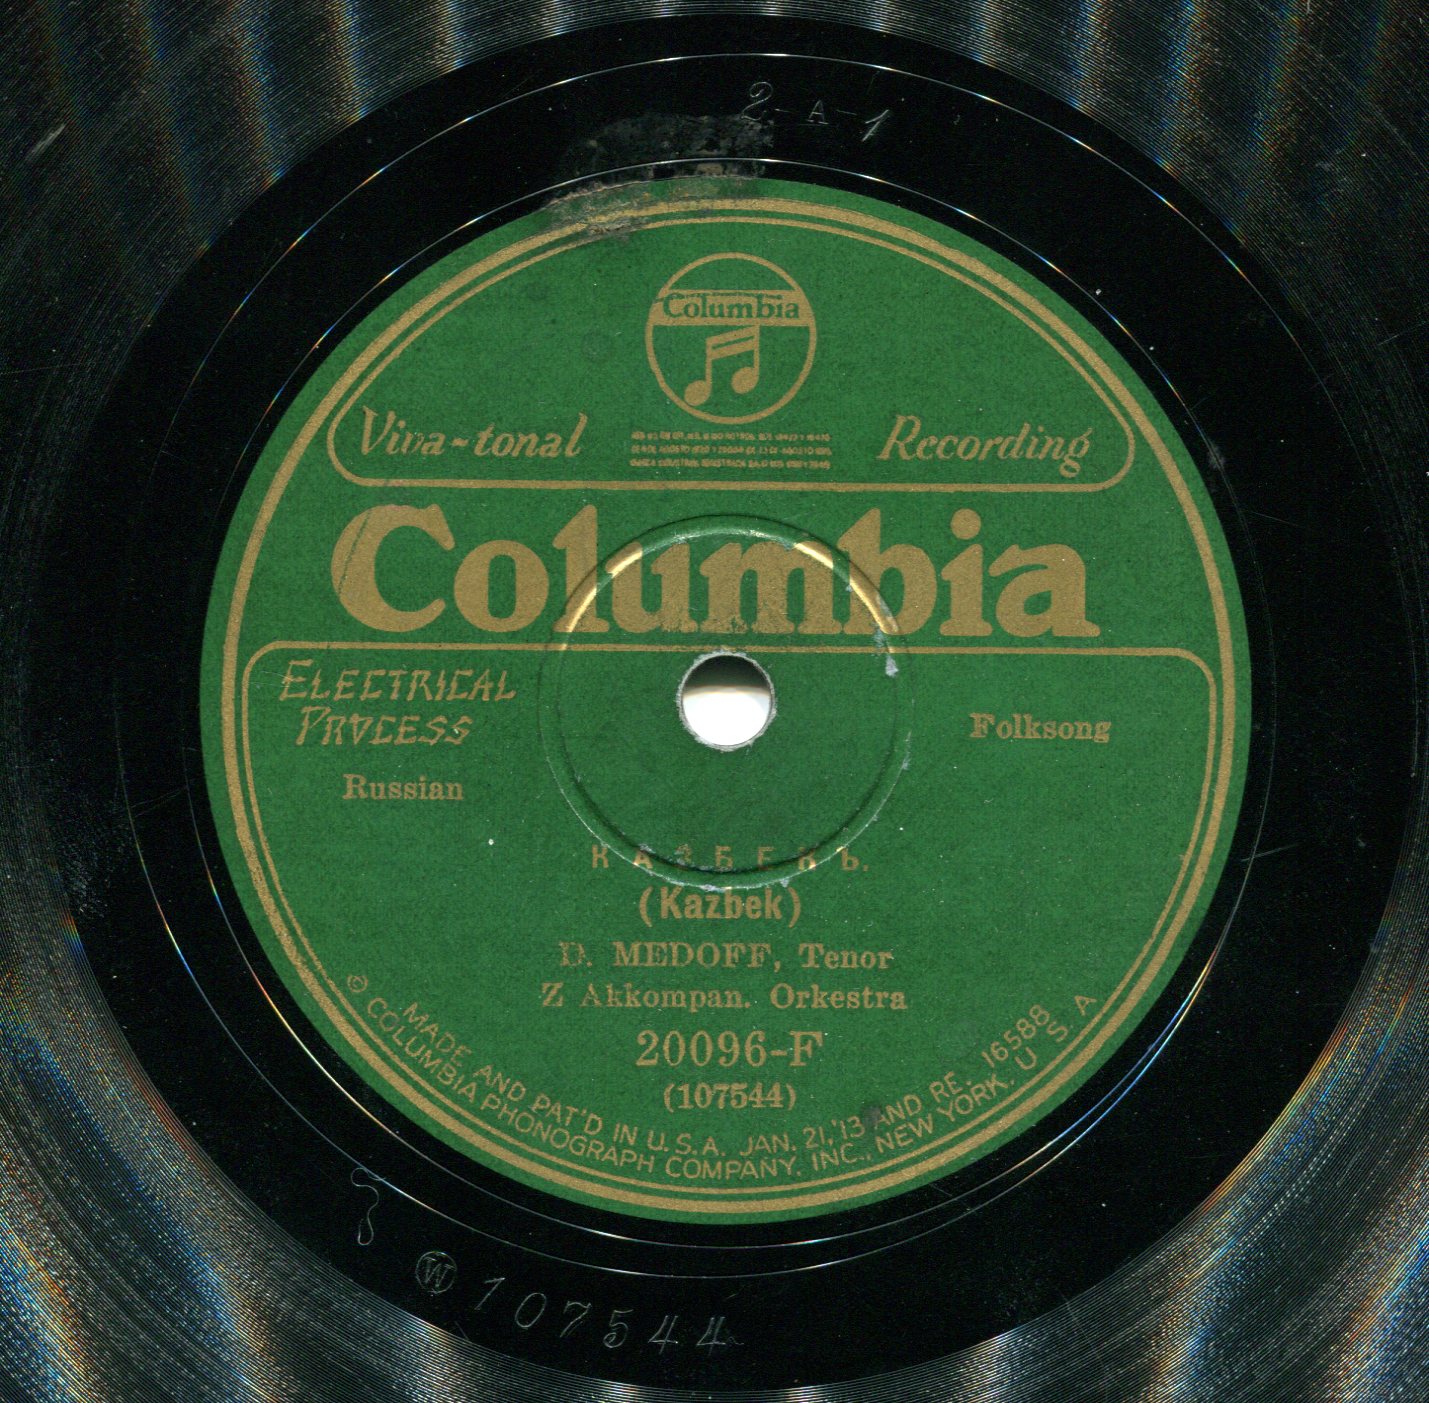 2-A-1
Columbia
Viva-tonal Recording
Columbia
ELECTRICAL
PROCESS
Folksong
Russian
КАЗБЕКЪ.
(Kazbek)
D. MEDOFF, Tenor
Z Akkompan. Orkestra
20096-F
(107544)
MADE AND PAT'D IN U.S.A. JAN. 21,'13 AND RE. 16588
© COLUMBIA PHONOGRAPH COMPANY. INC., NEW YORK. U S. A
W 107544